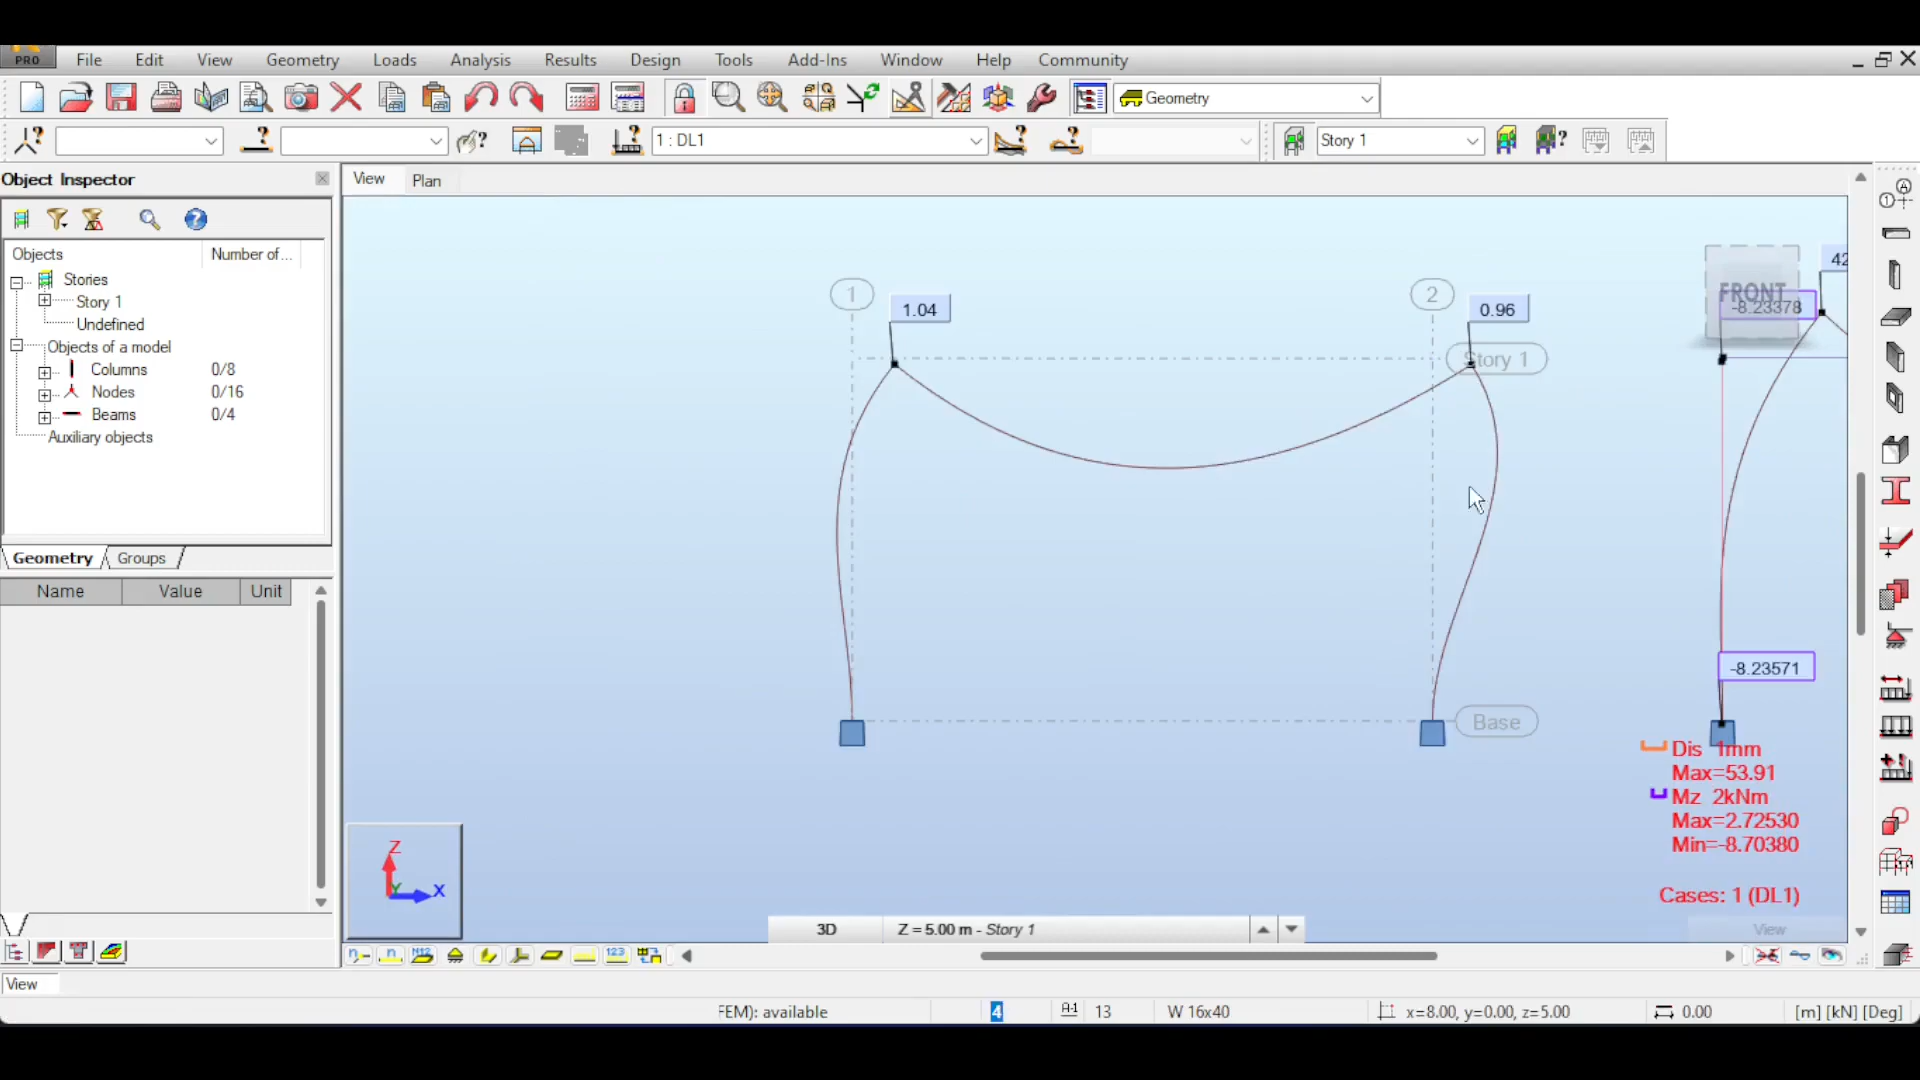 PRO
File Edit View Geometry Loads Analysis Results Design Tools Add-Ins Window Help Community
Geometry
1 : DL1
Story 1
Object Inspector
View Plan
Objects Number of...
Stories
Story 1
Undefined
Objects of a model
Columns 0/8
Nodes 0/16
Beams 0/4
Auxiliary objects
Geometry Groups
Name Value Unit
1
1.04
2
0.96
Story 1
42
FRONT
-8.23378
-8.23571
Base
Dis 1mm
Max=53.91
Mz 2kNm
Max=2.72530
Min=-8.70380
Cases: 1 (DL1)
Z
Y
X
3D Z = 5.00 m - Story 1
View
View
FEM): available 4 13 W 16x40 x=8.00, y=0.00, z=5.00 0.00 [m] [kN] [Deg]